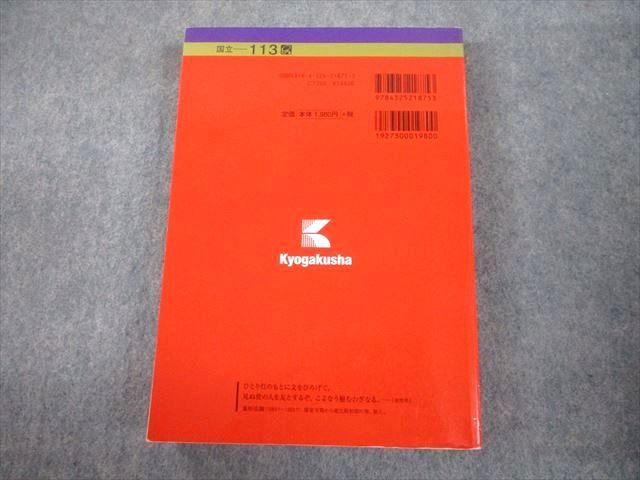 国立── 113
9784325218753
定価 本体1,980円 +税
1927300019800
Kyogakusha
ひとり灯のもとに文をひろげて、
見ぬ世の人を友とするぞ、こよなう慰むわざなる。